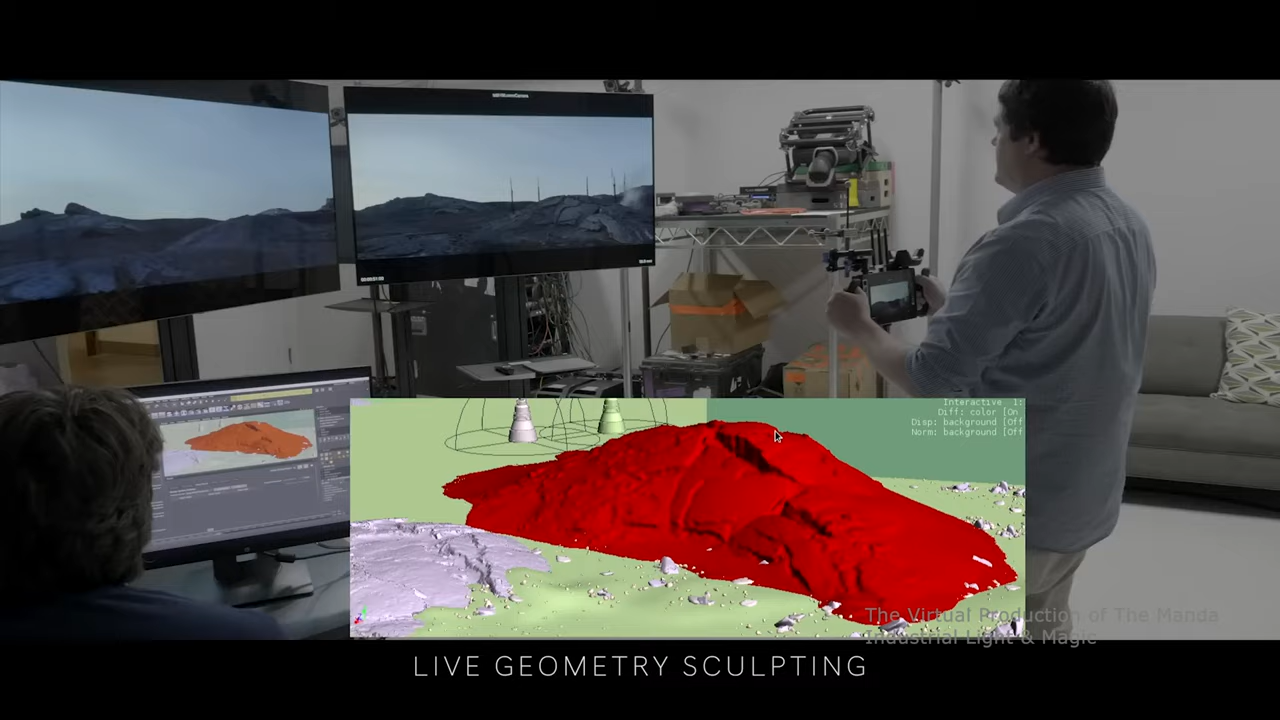 Interactive 1:
Diff: color [On
Disp: background [Off
Norm: background [Off
The Virtual Production of The Manda
Industrial Light & Magic
LIVE GEOMETRY SCULPTING